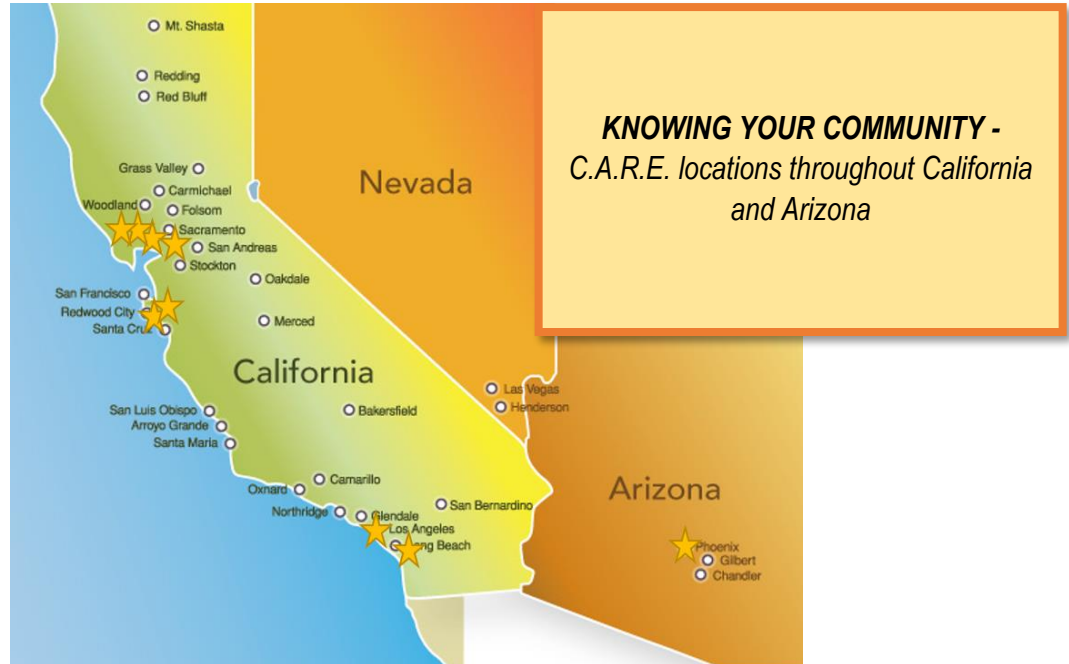 Mt. Shasta
Redding
Red Bluff
KNOWING YOUR COMMUNITY -
C.A.R.E. locations throughout California
and Arizona
Grass Valley
Nevada
Carmichael
Woodland
Folsom
Sacramento
San Andreas
Stockton
Oakdale
San Francisco
Redwood City
Merced
Santa Cruz
California
Las Vegas
Henderson
San Luis Obispo
Bakersfield
Arroyo Grande
Santa Maria
Camarillo
Oxnard
Arizona
San Bernardino
Northridge
Glendale
Los Angeles
Long Beach
Phoenix
Gilbert
Chandler